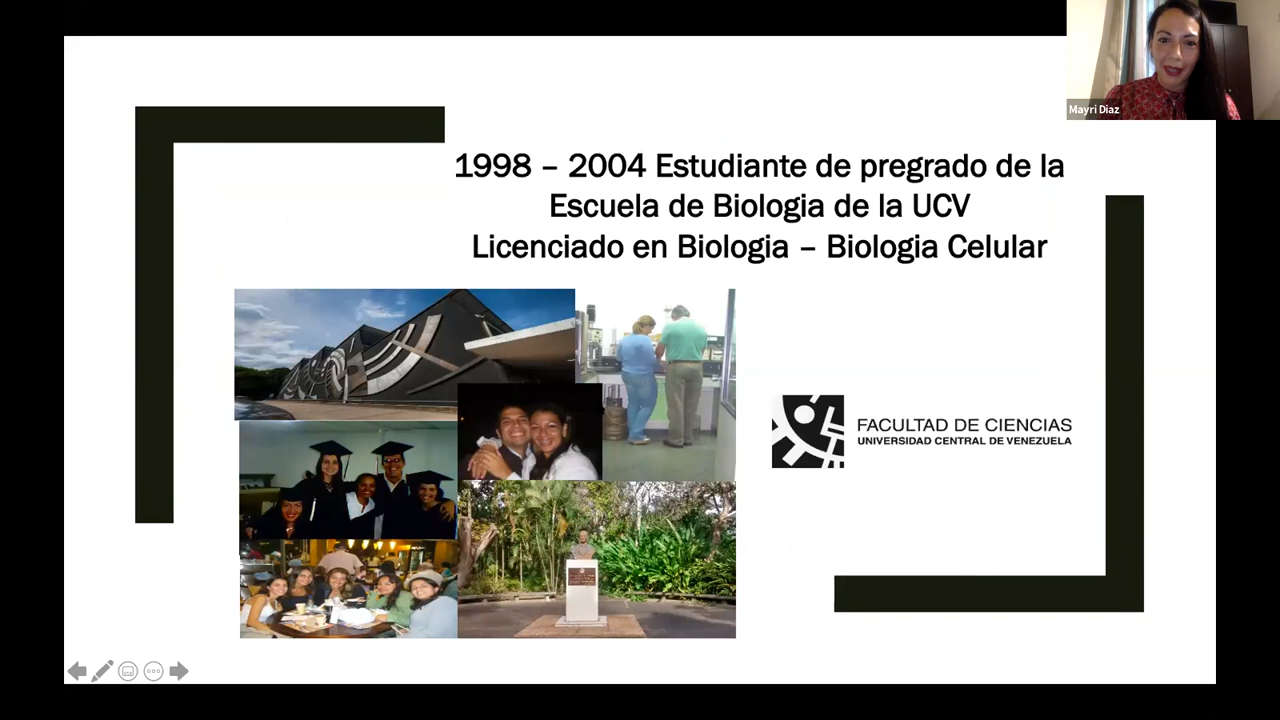 Mayri Diaz
1998 – 2004 Estudiante de pregrado de la
Escuela de Biologia de la UCV
Licenciado en Biologia – Biologia Celular
FACULTAD DE CIENCIAS
UNIVERSIDAD CENTRAL DE VENEZUELA